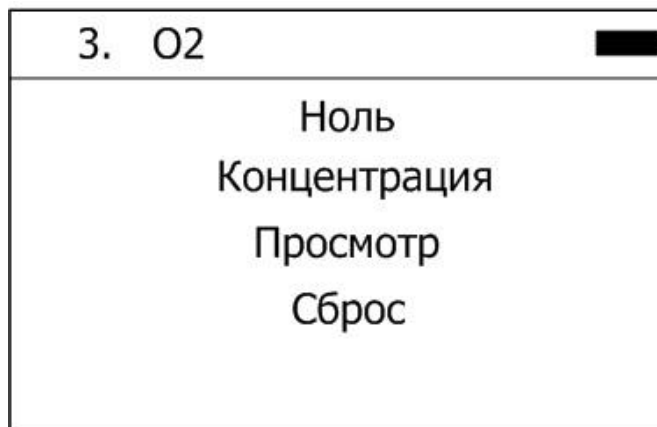 3. O2
Ноль
Концентрация
Просмотр
Сброс